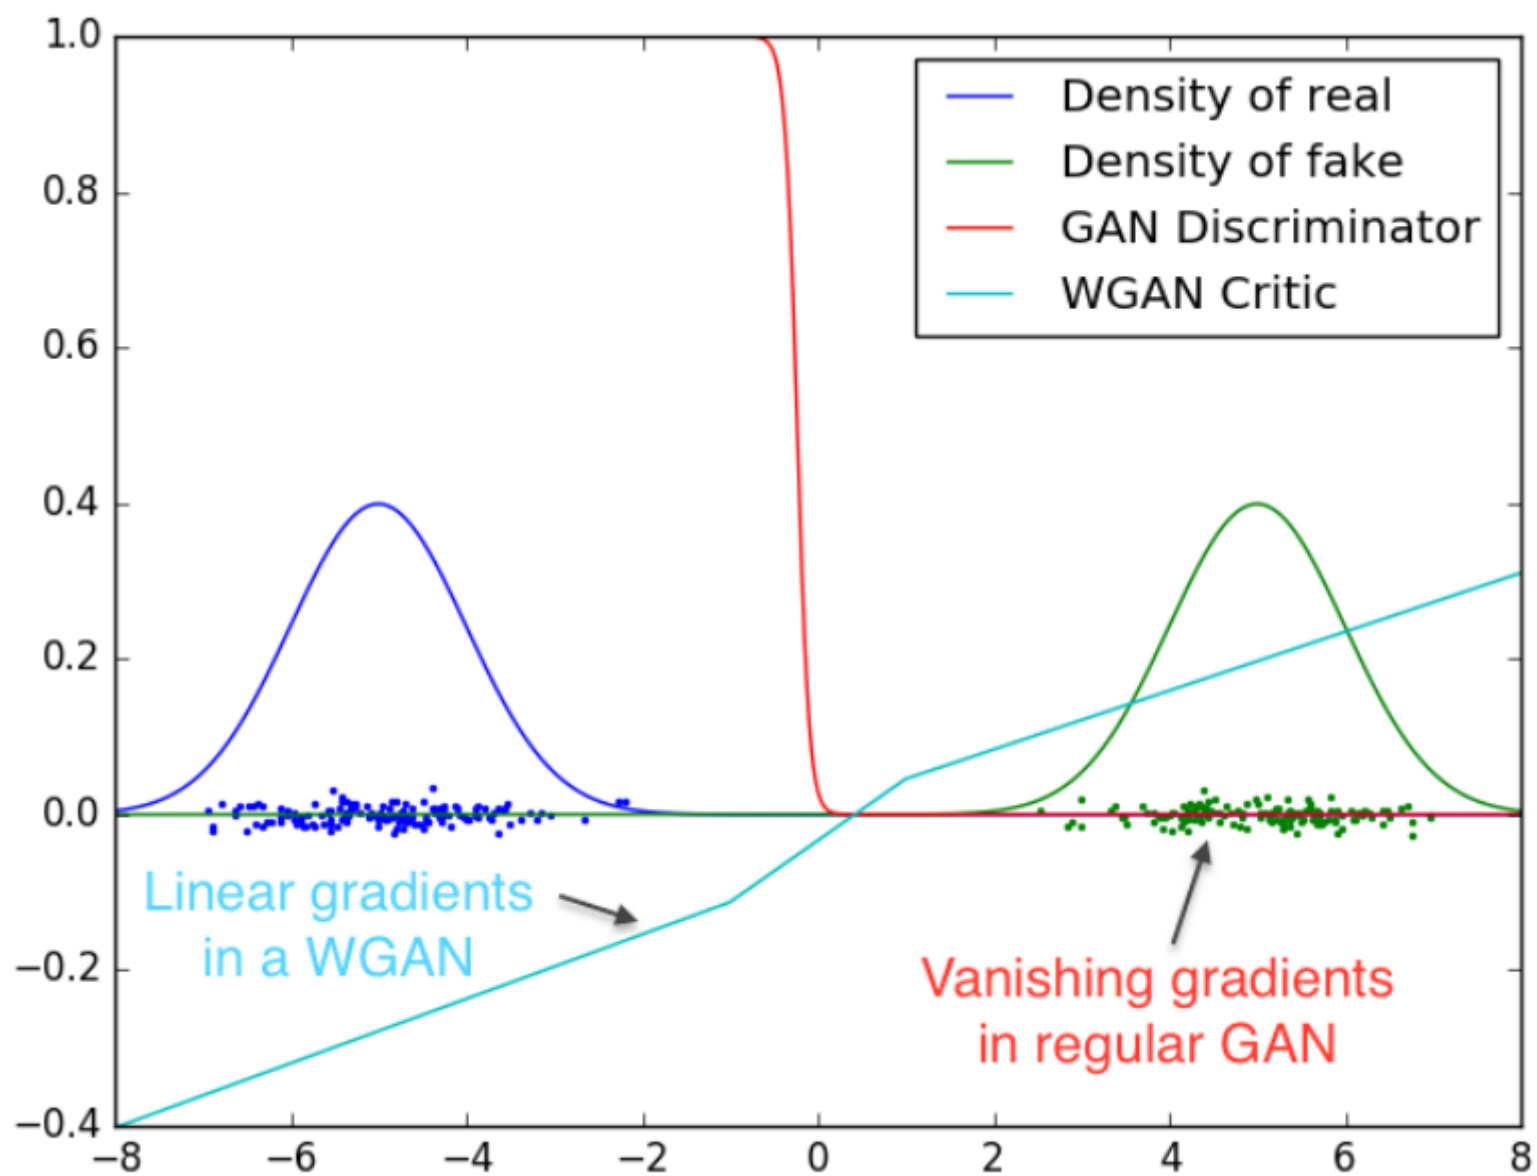 1.0
0.8
0.6
0.4
0.2
0.0
−0.2
−0.4
−8 −6 −4 −2 0 2 4 6 8
Density of real
Density of fake
GAN Discriminator
WGAN Critic
Linear gradients
in a WGAN
Vanishing gradients
in regular GAN